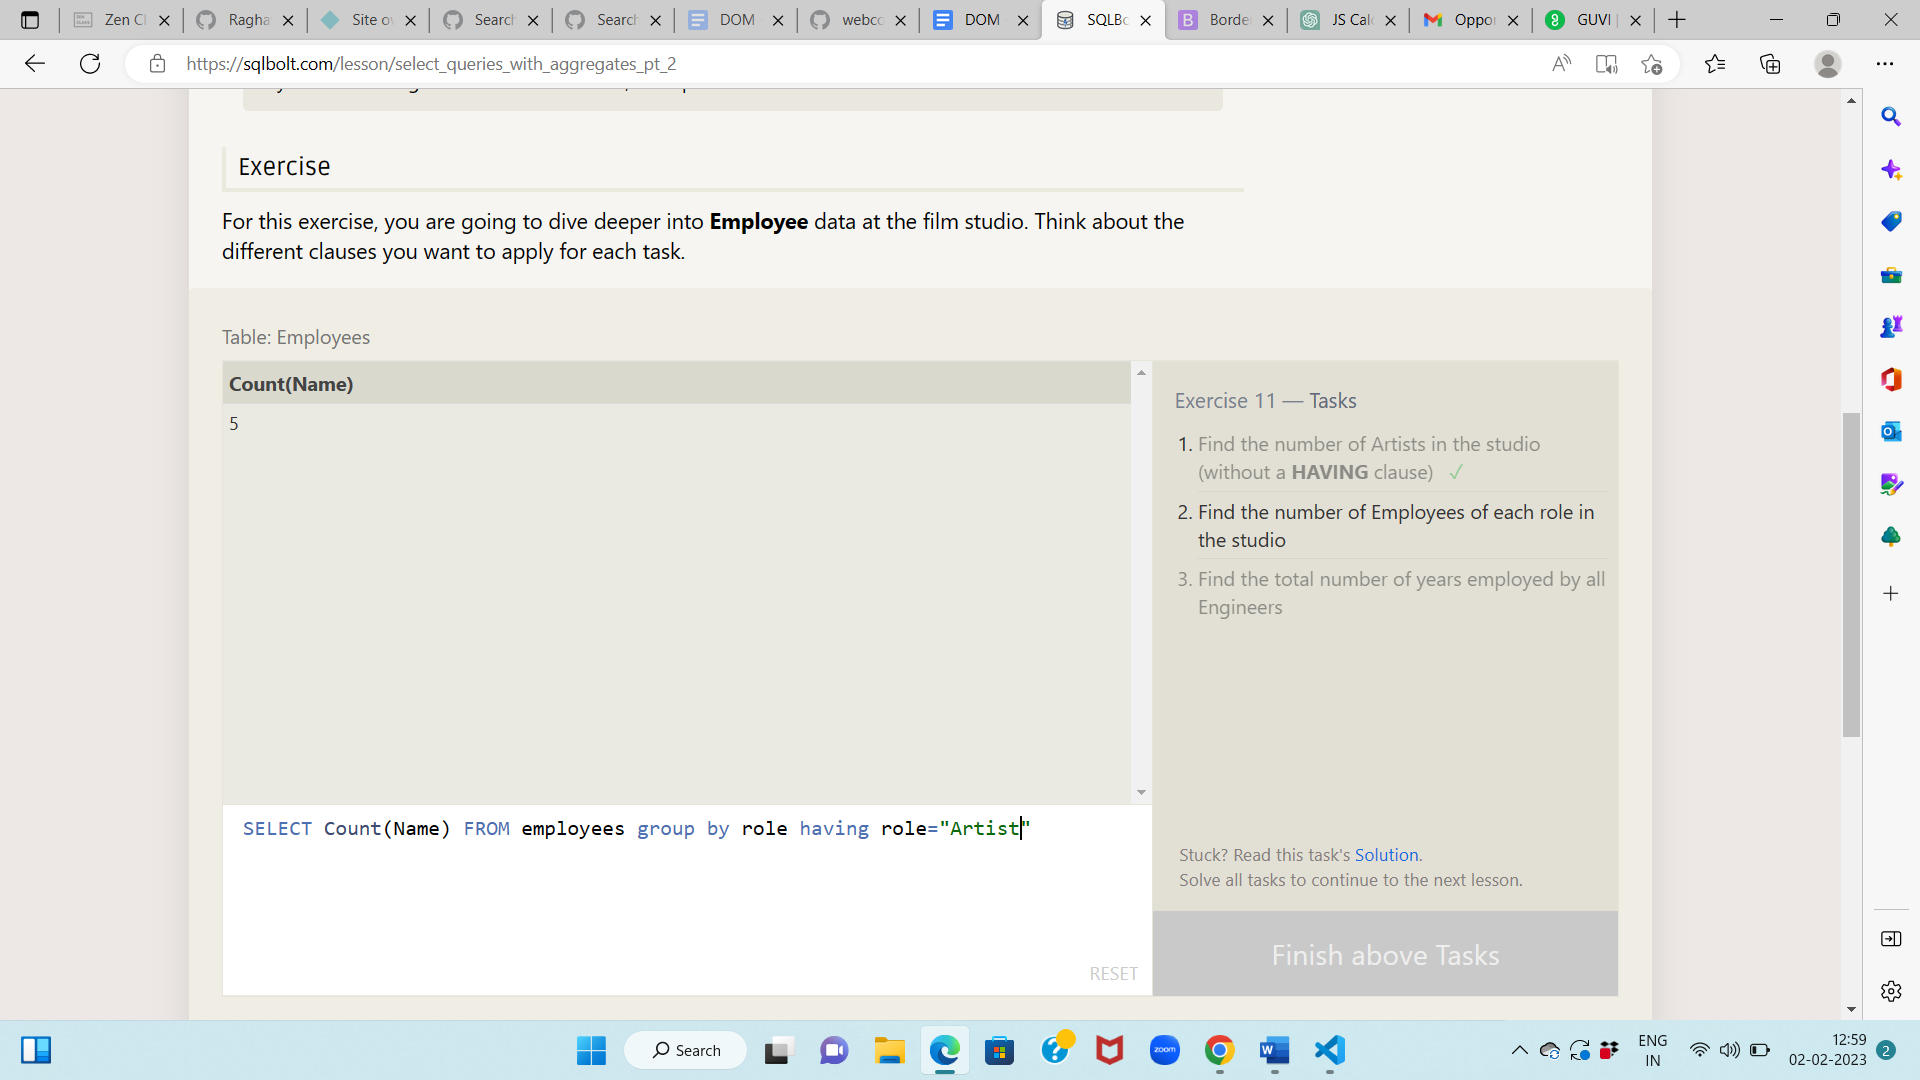 Zen Cl
Ragha
Site ov
Search
Search
DOM
webco
DOM
SQLBo
Border
JS Calc
Oppor
GUVI |
https://sqlbolt.com/lesson/select_queries_with_aggregates_pt_2
Exercise
For this exercise, you are going to dive deeper into Employee data at the film studio. Think about the
different clauses you want to apply for each task.
Table: Employees
Count(Name)
5
SELECT Count(Name) FROM employees group by role having role="Artist"
RESET
Exercise 11 — Tasks
1. Find the number of Artists in the studio
(without a HAVING clause) ✓
2. Find the number of Employees of each role in
the studio
3. Find the total number of years employed by all
Engineers
Stuck? Read this task's Solution.
Solve all tasks to continue to the next lesson.
Finish above Tasks
Search
zoom
ENG
IN
12:59
02-02-2023
2